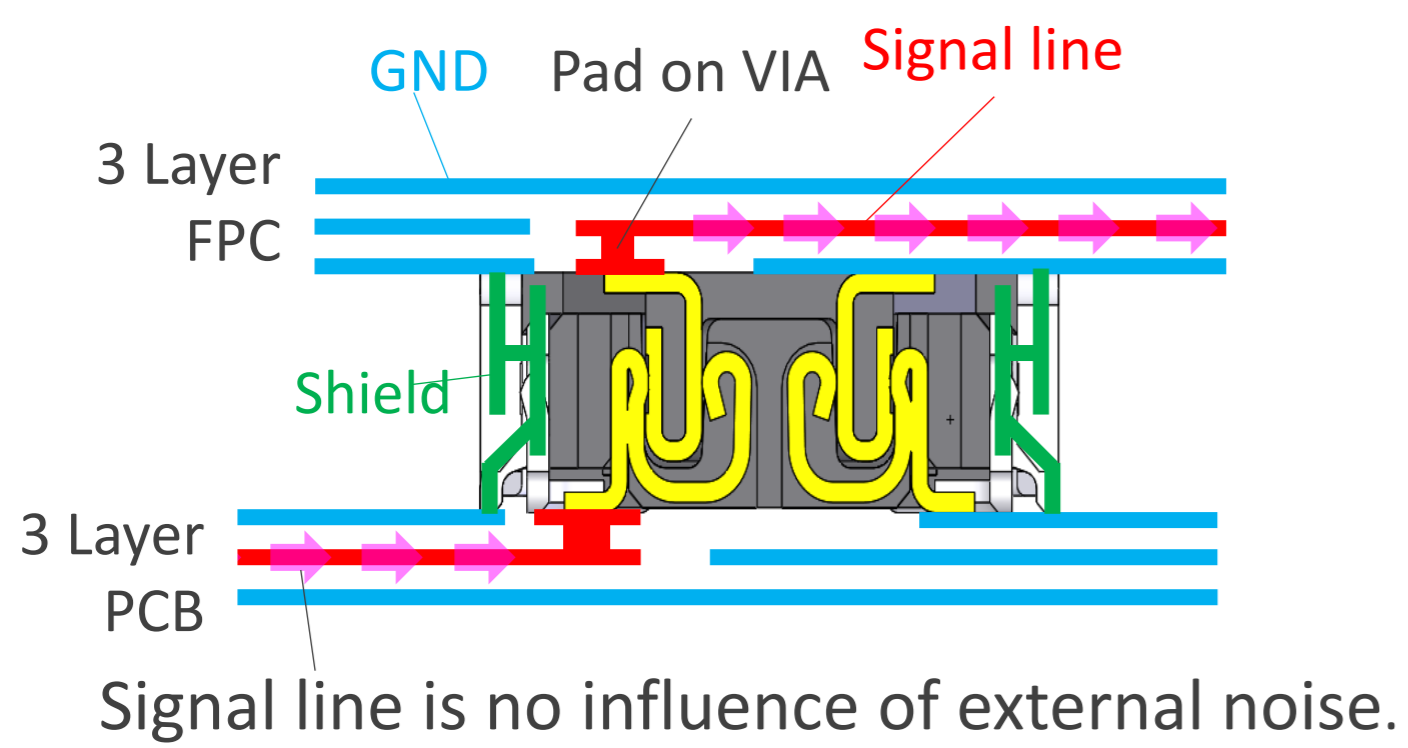 GND
Pad on VIA
Signal line
3 Layer
FPC
Shield
3 Layer
PCB
Signal line is no influence of external noise.